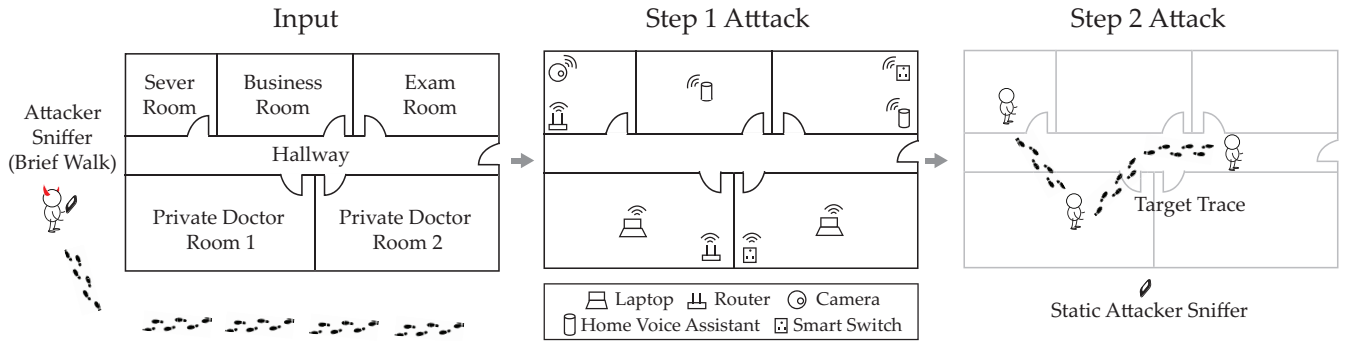 Input
Step 1 Atttack
Step 2 Attack
Attacker
Sniffer
(Brief Walk)
Sever
Room
Business
Room
Exam
Room
Hallway
Private Doctor
Room 1
Private Doctor
Room 2
Laptop
Router
Camera
Home Voice Assistant
Smart Switch
Target Trace
Static Attacker Sniffer